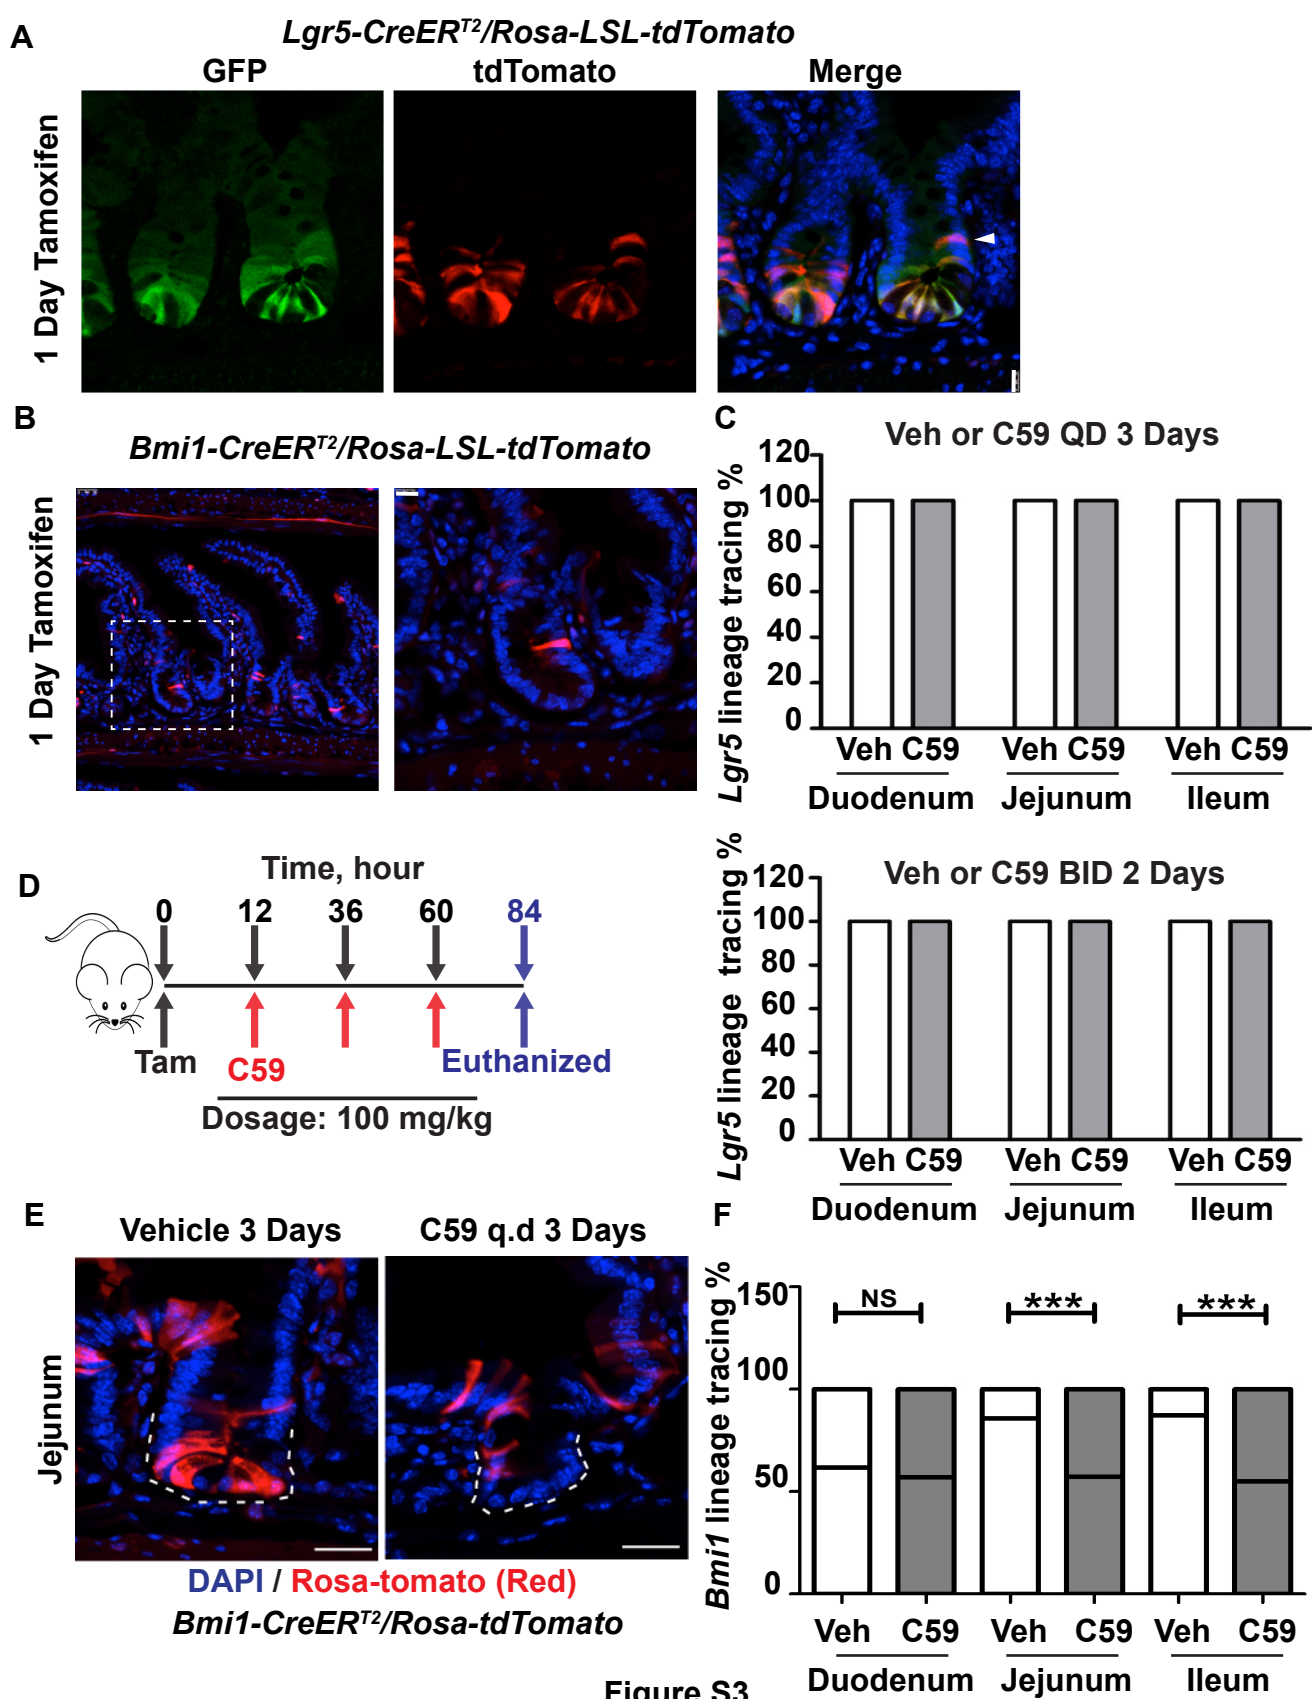 A
Lgr5-CreERT2/Rosa-LSL-tdTomato
GFP tdTomato Merge
1 Day Tamoxifen
B
Bmi1-CreERT2/Rosa-LSL-tdTomato
1 Day Tamoxifen
C
Veh or C59 QD 3 Days
Lgr5 lineage tracing %
120
100
80
60
40
20
0
Veh C59 Veh C59 Veh C59
Duodenum Jejunum Ileum
Veh or C59 BID 2 Days
Lgr5 lineage tracing %
120
100
80
60
40
20
0
Veh C59 Veh C59 Veh C59
Duodenum Jejunum Ileum
D
Time, hour
0 12 36 60 84
Tam C59 Euthanized
Dosage: 100 mg/kg
E
Vehicle 3 Days C59 q.d 3 Days
Jejunum
DAPI / Rosa-tomato (Red)
Bmi1-CreERT2/Rosa-tdTomato
F
Bmi1 lineage tracing %
150
100
50
0
NS *** ***
Veh C59 Veh C59 Veh C59
Duodenum Jejunum Ileum
Figure S3